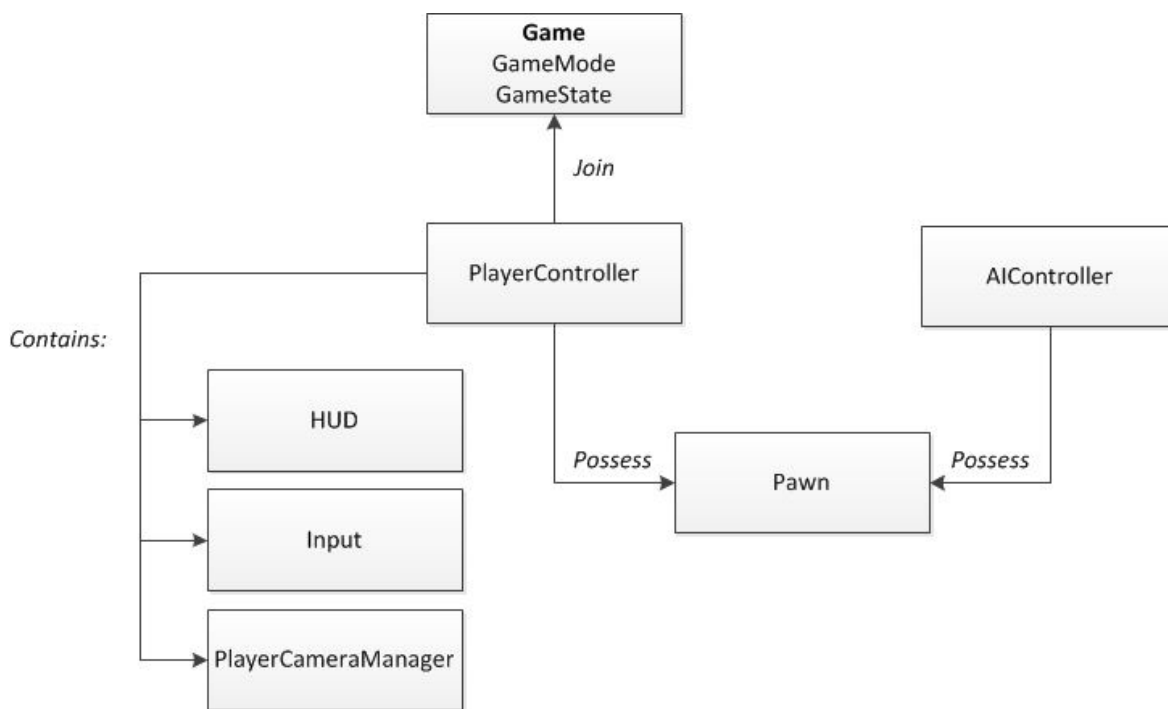 Game
GameMode
GameState
Join
PlayerController
AIController
Contains:
HUD
Possess
Possess
Pawn
Input
PlayerCameraManager